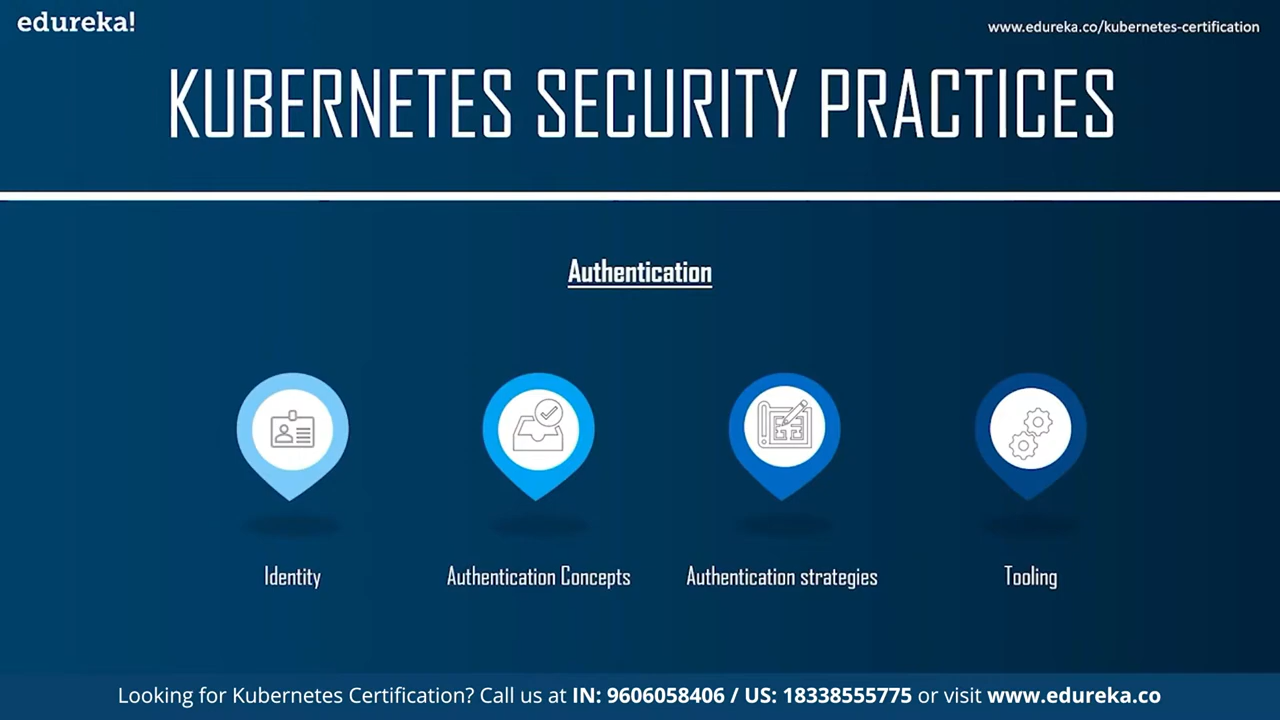 edureka!
www.edureka.co/kubernetes-certification
KUBERNETES SECURITY PRACTICES
Authentication
Identity
Authentication Concepts
Authentication strategies
Tooling
Looking for Kubernetes Certification? Call us at IN: 9606058406 / US: 18338555775 or visit www.edureka.co